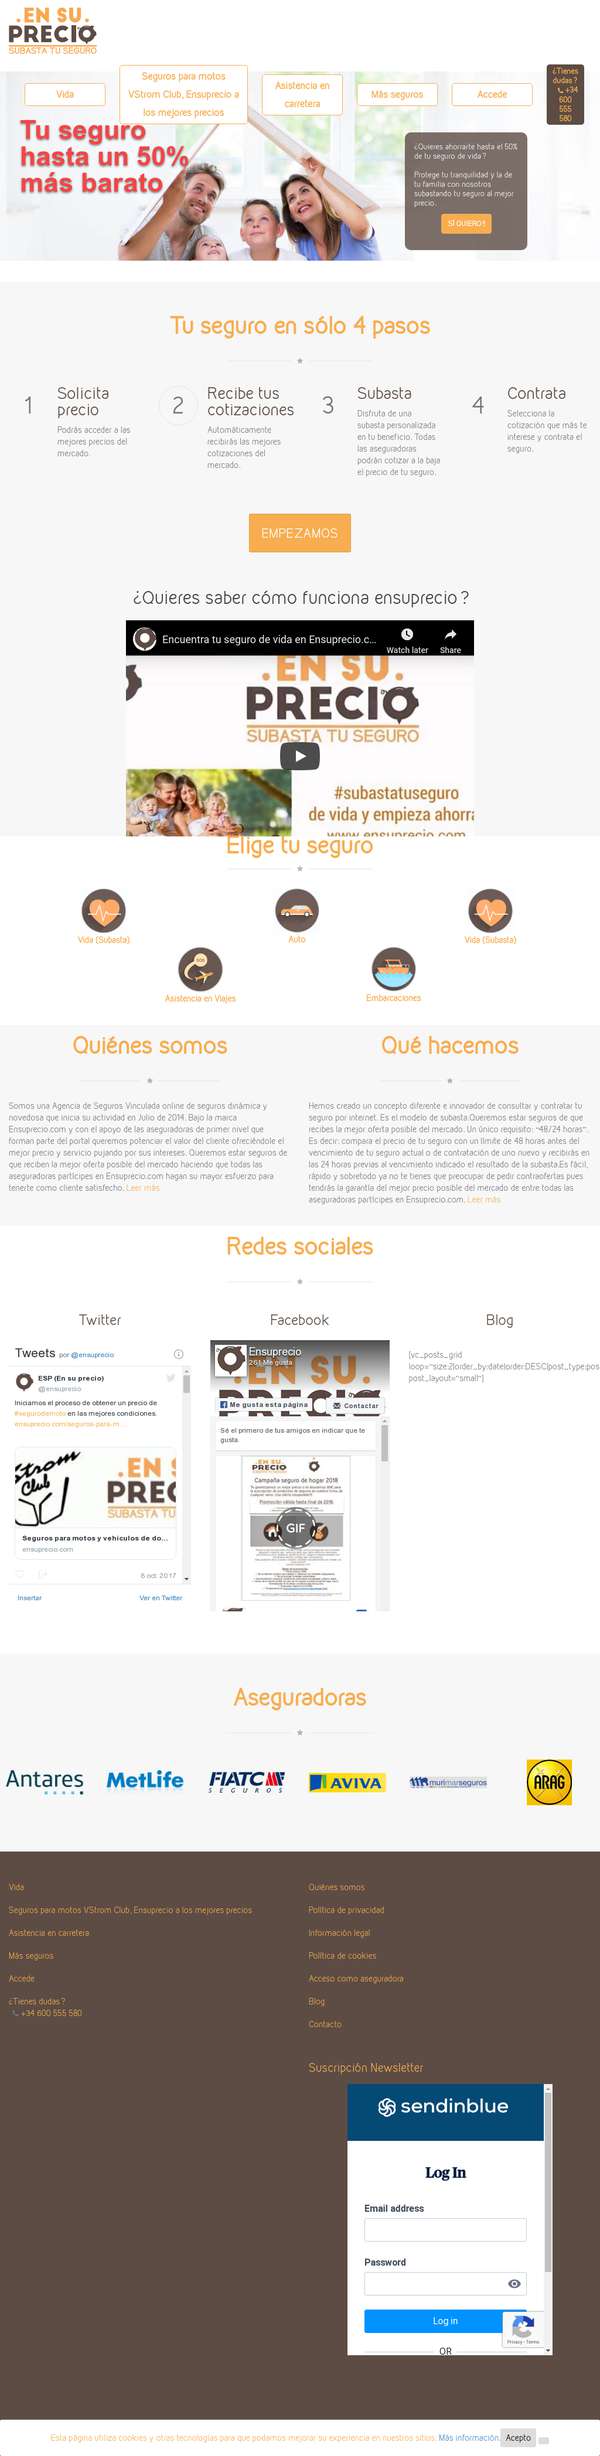 .EN SU.
PRECIO
SUBASTA TU SEGURO
Vida
Seguros para motos
VStrom Club, Ensuprecio a
los mejores precios
Asistencia en
carretera
Más seguros
Accede
¿Tienes
dudas?
+34
600
555
580
Tu seguro
hasta un 50%
más barato
¿Quieres ahorrarte hasta el 50%
de tu seguro de vida?
Protege tu tranquilidad y la de
tu familia con nosotros
subastando tu seguro al mejor
precio.
SÍ QUIERO!
Tu seguro en sólo 4 pasos
1
Solicita
precio
Podrás acceder a las
mejores precios del
mercado.
2
Recibe tus
cotizaciones
Automáticamente
recibirás las mejores
cotizaciones del
mercado.
3
Subasta
Disfruta de una
subasta personalizada
en tu beneficio. Todas
las aseguradoras
podrán cotizar a la baja
el precio de tu seguro.
4
Contrata
Selecciona la
cotización que más te
interese y contrata el
seguro.
EMPEZAMOS
¿Quieres saber cómo funciona ensuprecio?
Encuentra tu seguro de vida en Ensuprecio.c...
Watch later
Share
.EN SU.
PRECIO
SUBASTA TU SEGURO
#subastatuseguro
de vida y empieza ahorra
www.ensuprecio.com
Elige tu seguro
Vida (Subasta)
Auto
Vida (Subasta)
SOS
Asistencia en Viajes
Embarcaciones
Quiénes somos
Somos una Agencia de Seguros Vinculada online de seguros dinámica y
novedosa que inicia su actividad en Julio de 2014. Bajo la marca
Ensuprecio.com y con el apoyo de las aseguradoras de primer nivel que
forman parte del portal queremos potenciar el valor del cliente ofreciéndole el
mejor precio y servicio pujando por sus intereses. Queremos estar seguros de
que reciben la mejor oferta posible del mercado haciendo que todas las
aseguradoras partícipes en Ensuprecio.com hagan su mayor esfuerzo para
tenerte como cliente satisfecho. Leer más
Qué hacemos
Hemos creado un concepto diferente e innovador de consultar y contratar tu
seguro por internet. Es el modelo de subasta.Queremos estar seguros de que
recibes la mejor oferta posible del mercado. Un único requisito: "48/24 horas".
Es decir: compara el precio de tu seguro con un límite de 48 horas antes del
vencimiento de tu seguro actual o de contratación de uno nuevo y recibirás en
las 24 horas previas al vencimiento indicado el resultado de la subasta.Es fácil,
rápido y sobretodo ya no te tienes que preocupar de pedir contraofertas pues
tendrás la garantía del mejor precio posible del mercado de entre todas las
aseguradoras partícipes en Ensuprecio.com. Leer más
Redes sociales
Twitter
Tweets por @ensuprecio
ESP (En su precio)
@ensuprecio
Iniciamos el proceso de obtener un precio de
#segurodemoto en las mejores condiciones.
ensuprecio.com/seguros-para-m...
Strom
Club
.EN SU.
PREC
SUBASTA TU
Seguros para motos y vehículos de do...
ensuprecio.com
8 oct. 2017
Insertar
Ver en Twitter
Facebook
Ensuprecio
261 Me gusta
Me gusta esta página
Contactar
Sé el primero de tus amigos en indicar que te
gusta.
Campaña seguro de hogar 2018
GIF
Blog
[vc_posts_grid
loop="size:2|order_by:date|order:DESC|post_type:pos
post_layout="small"]
Aseguradoras
Antares
MetLife
FIATC
SEGUROS
AVIVA
murimarseguros
ARAG
Vida
Seguros para motos VStrom Club, Ensuprecio a los mejores precios
Asistencia en carretera
Más seguros
Accede
¿Tienes dudas?
+34 600 555 580
Quiénes somos
Política de privacidad
Información legal
Política de cookies
Acceso como aseguradora
Blog
Contacto
Suscripción Newsletter
sendinblue
Log In
Email address
Password
Log in
Privacy - Terms
OR
Esta página utiliza cookies y otras tecnologías para que podamos mejorar su experiencia en nuestros sitios: Más información. Acepto